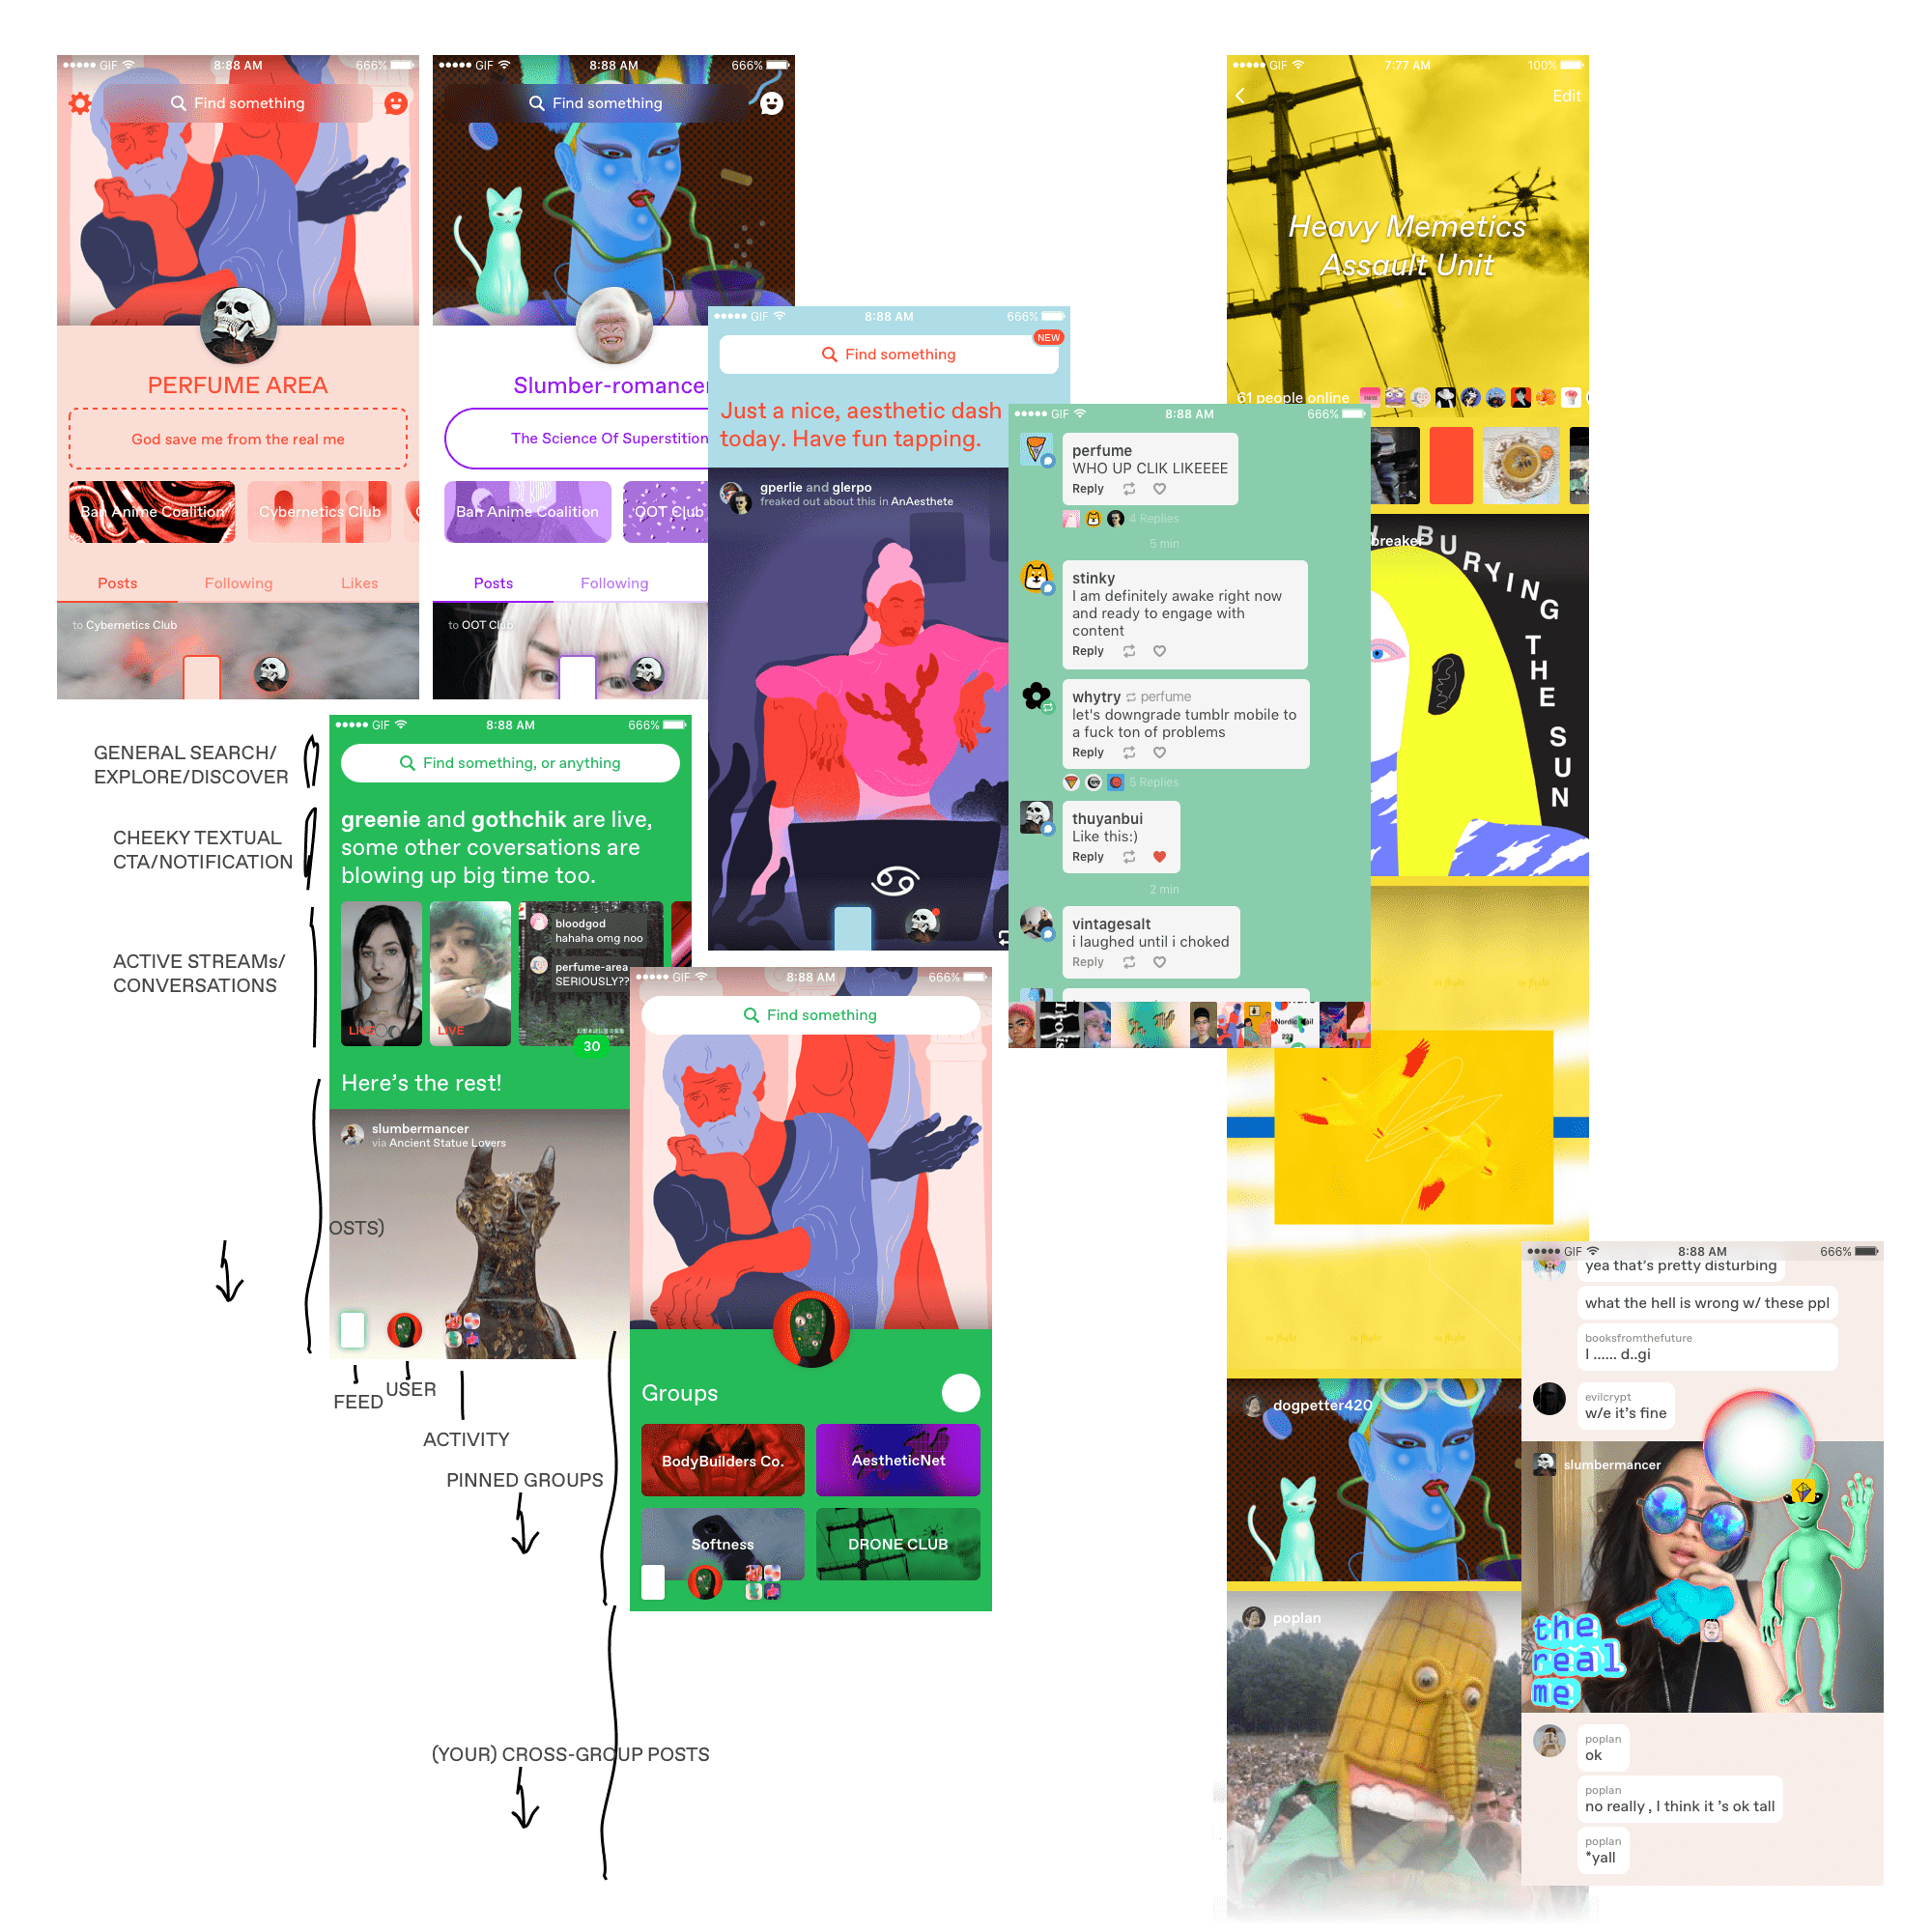 GIF
8:88 AM
666%
Find something
PERFUME AREA
God save me from the real me
Ban Anime Coalition
Cybernetics Club
Posts
Following
Likes
to Cybernetics Club
GIF
8:88 AM
666%
Find something
Slumber-romancer
The Science Of Superstition
Ban Anime Coalition
OOT Club
Posts
Following
to OOT Club
GIF
8:88 AM
666%
NEW
Find something
Just a nice, aesthetic dash
today. Have fun tapping.
gperlie and glerpo
freaked out about this in AnAesthete
GIF
8:88 AM
666%
perfume
WHO UP CLIK LIKEEEE
Reply
4 Replies
5 min
stinky
I am definitely awake right now
and ready to engage with
content
Reply
whytry perfume
let's downgrade tumblr mobile to
a fuck ton of problems
Reply
5 Replies
thuyanbui
Like this:)
Reply
2 min
vintagesalt
i laughed until i choked
Reply
GIF
7:77 AM
100%
Edit
Heavy Memetics
Assault Unit
61 people online
breaker
BURYING THE SUN
in flight
in flight
in flight
in flight
dogpetter420
poplan
GENERAL SEARCH/
EXPLORE/DISCOVER
CHEEKY TEXTUAL
CTA/NOTIFICATION
ACTIVE STREAMs/
CONVERSATIONS
GIF
8:88 AM
666%
Find something, or anything
greenie and gothchik are live,
some other coversations are
blowing up big time too.
LIVE
LIVE
bloodgod
hahaha omg noo
perfume-area
SERIOUSLY??
30
Here's the rest!
slumbermancer
via Ancient Statue Lovers
OSTS)
FEED
USER
ACTIVITY
PINNED GROUPS
(YOUR) CROSS-GROUP POSTS
GIF
8:88 AM
666%
Find something
Groups
BodyBuilders Co.
AestheticNet
Softness
DRONE CLUB
GIF
8:88 AM
666%
yea that's pretty disturbing
what the hell is wrong w/ these ppl
booksfromthefuture
I ...... d..gi
evilcrypt
w/e it's fine
slumbermancer
the
real
me
poplan
ok
poplan
no really , I think it 's ok tall
poplan
*yall